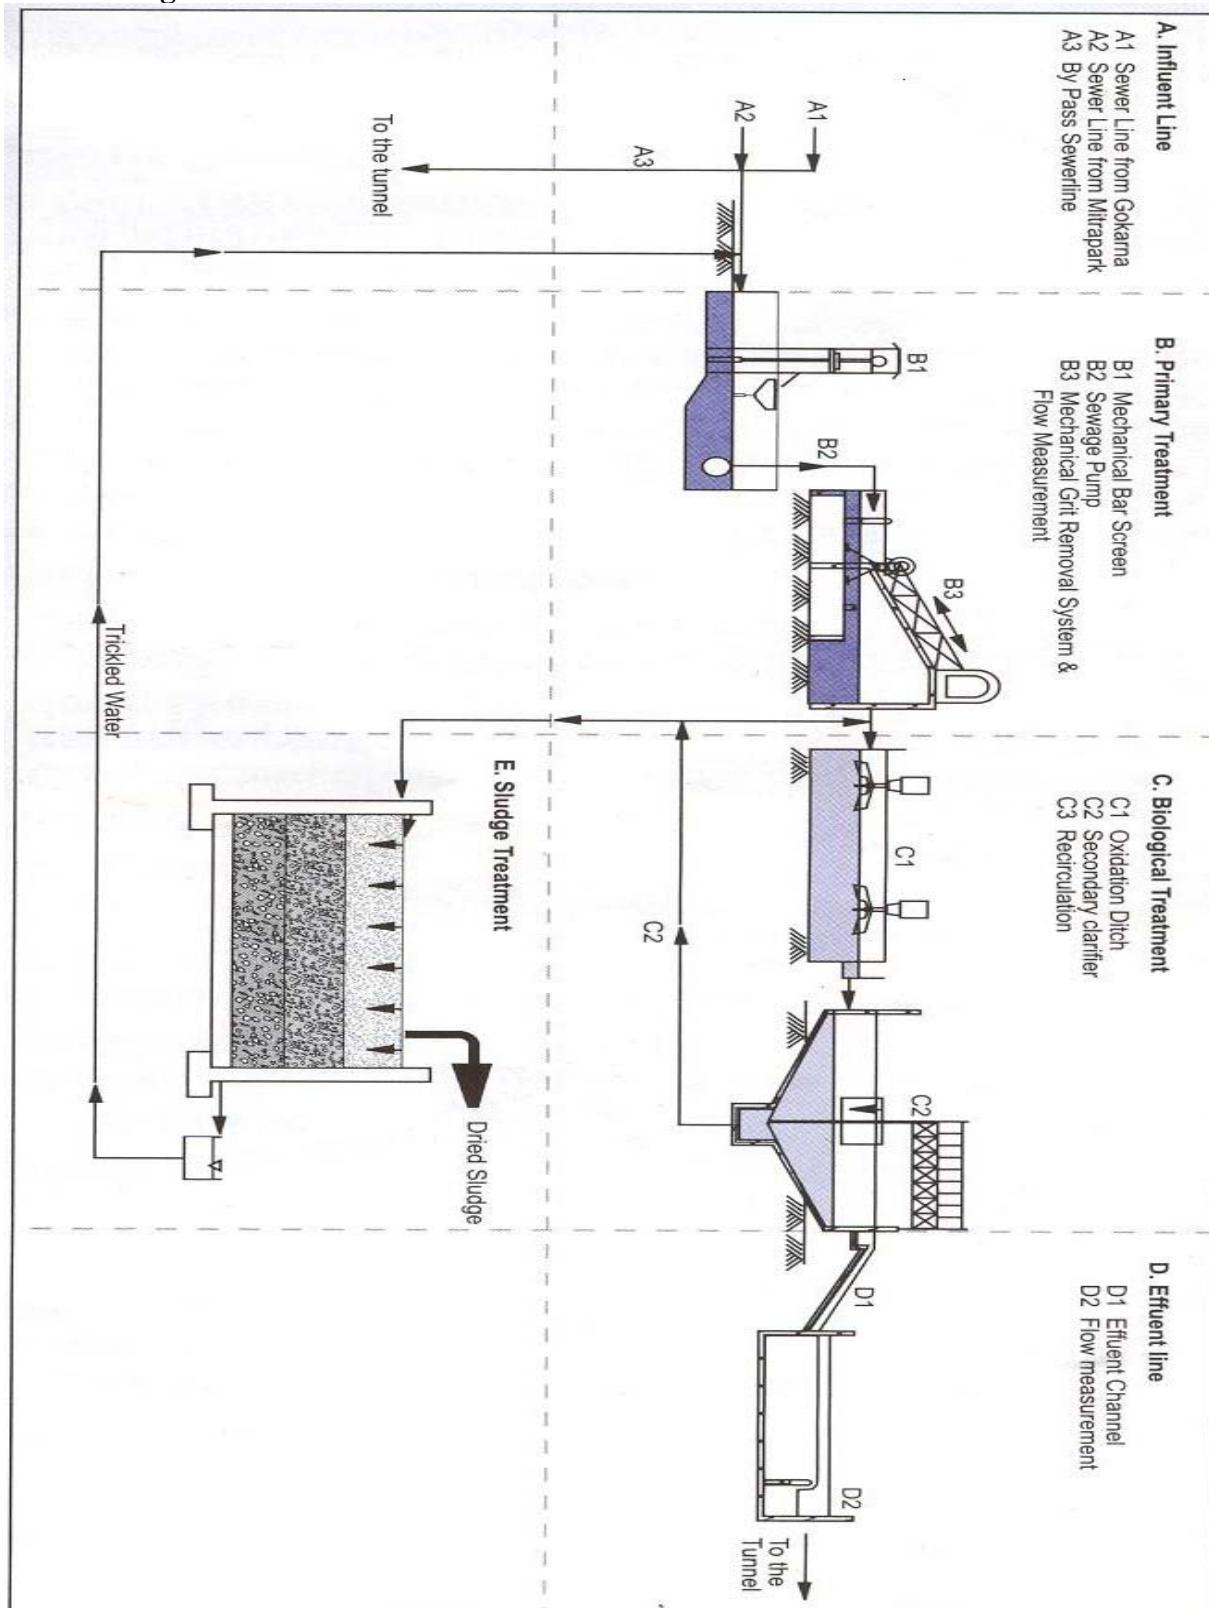 A. Influent Line
A1 Sewer Line from Gokarna
A2 Sewer Line from Mitrapark
A3 By Pass Sewerline
B. Primary Treatment
B1 Mechanical Bar Screen
B2 Sewage Pump
B3 Mechanical Grit Removal System &
Flow Measurement
C. Biological Treatment
C1 Oxidation Ditch
C2 Secondary clarifier
C3 Recirculation
D. Effuent line
D1 Effuent Channel
D2 Flow measurement
A1
A2
A3
To the tunnel
B1
B2
B3
C1
C2
C2
D1
D2
To the
Tunnel
E. Sludge Treatment
Dried Sludge
Trickled Water